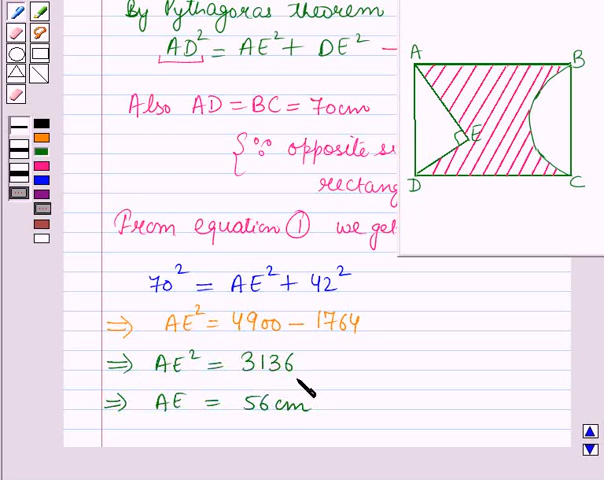 By Pythagoras theorem
AD² = AE² + DE² –
Also AD = BC = 70cm
{∵ opposite
From equation ① we get
70² = AE² + 42²
⇒ AE² = 4900 – 1764
⇒ AE² = 3136
⇒ AE = 56cm
A
B
E
D
C